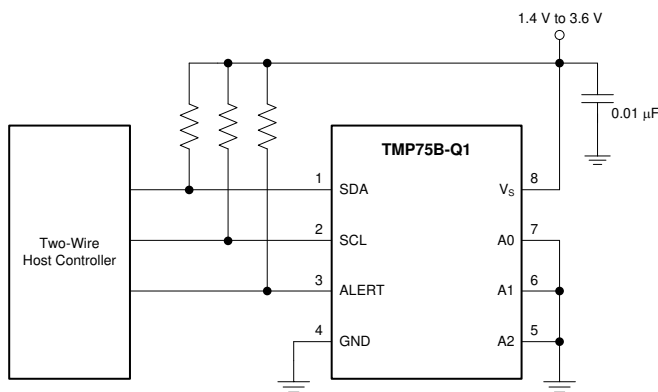 1.4 V to 3.6 V
0.01 μF
TMP75B-Q1
Two-Wire
Host Controller
1 SDA
2 SCL
3 ALERT
4 GND
VS 8
A0 7
A1 6
A2 5